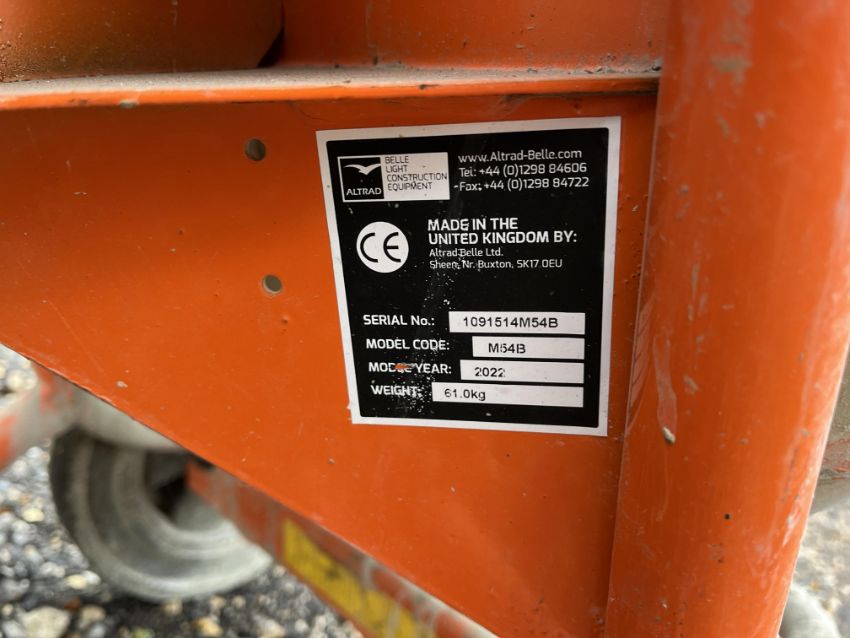 ALTRAD
BELLE
LIGHT
CONSTRUCTION
EQUIPMENT
www.Altrad-Belle.com
Tel: +44 (0)1298 84606
Fax: +44 (0)1298 84722
CE
MADE IN THE
UNITED KINGDOM BY:
Altrad Belle Ltd.
Sheen, Nr. Buxton, SK17 0EU
SERIAL No.: 1091514M54B
MODEL CODE: M54B
MODEL YEAR: 2022
WEIGHT: 61.0kg